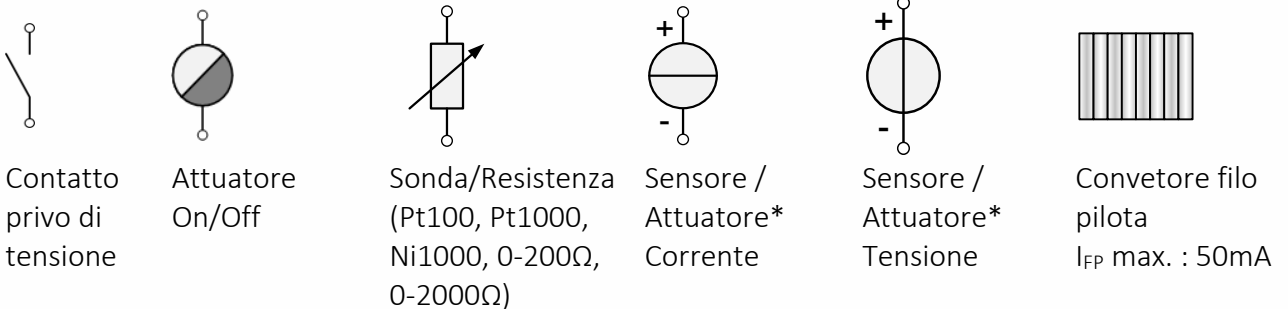 +
-
+
-
Contatto
privo di
tensione
Attuatore
On/Off
Sonda/Resistenza
(Pt100, Pt1000,
Ni1000, 0-200Ω,
0-2000Ω)
Sensore /
Attuatore*
Corrente
Sensore /
Attuatore*
Tensione
Convetore filo
pilota
IFP max. : 50mA